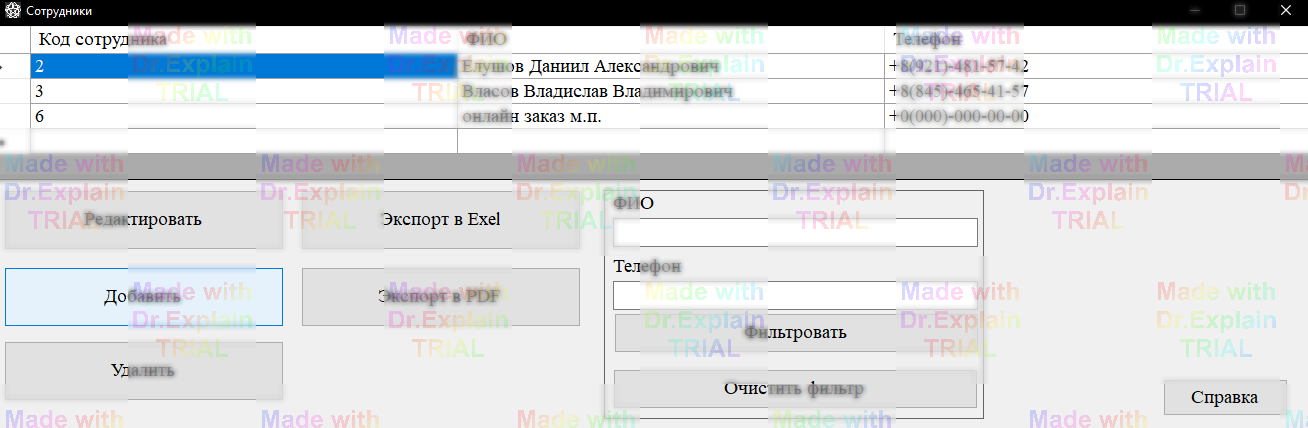 Сотрудники
Код сотрудника ФИО Телефон
2 Елушов Даниил Александрович +8(921)-481-57-42
3 Власов Владислав Владимирович +8(845)-465-41-57
6 онлайн заказ м.п. +0(000)-000-00-00
Редактировать Экспорт в Exel
ФИО
Добавить Экспорт в PDF
Телефон
Фильтровать
Удалить
Очистить фильтр
Справка
Made with
Dr.Explain
TRIAL